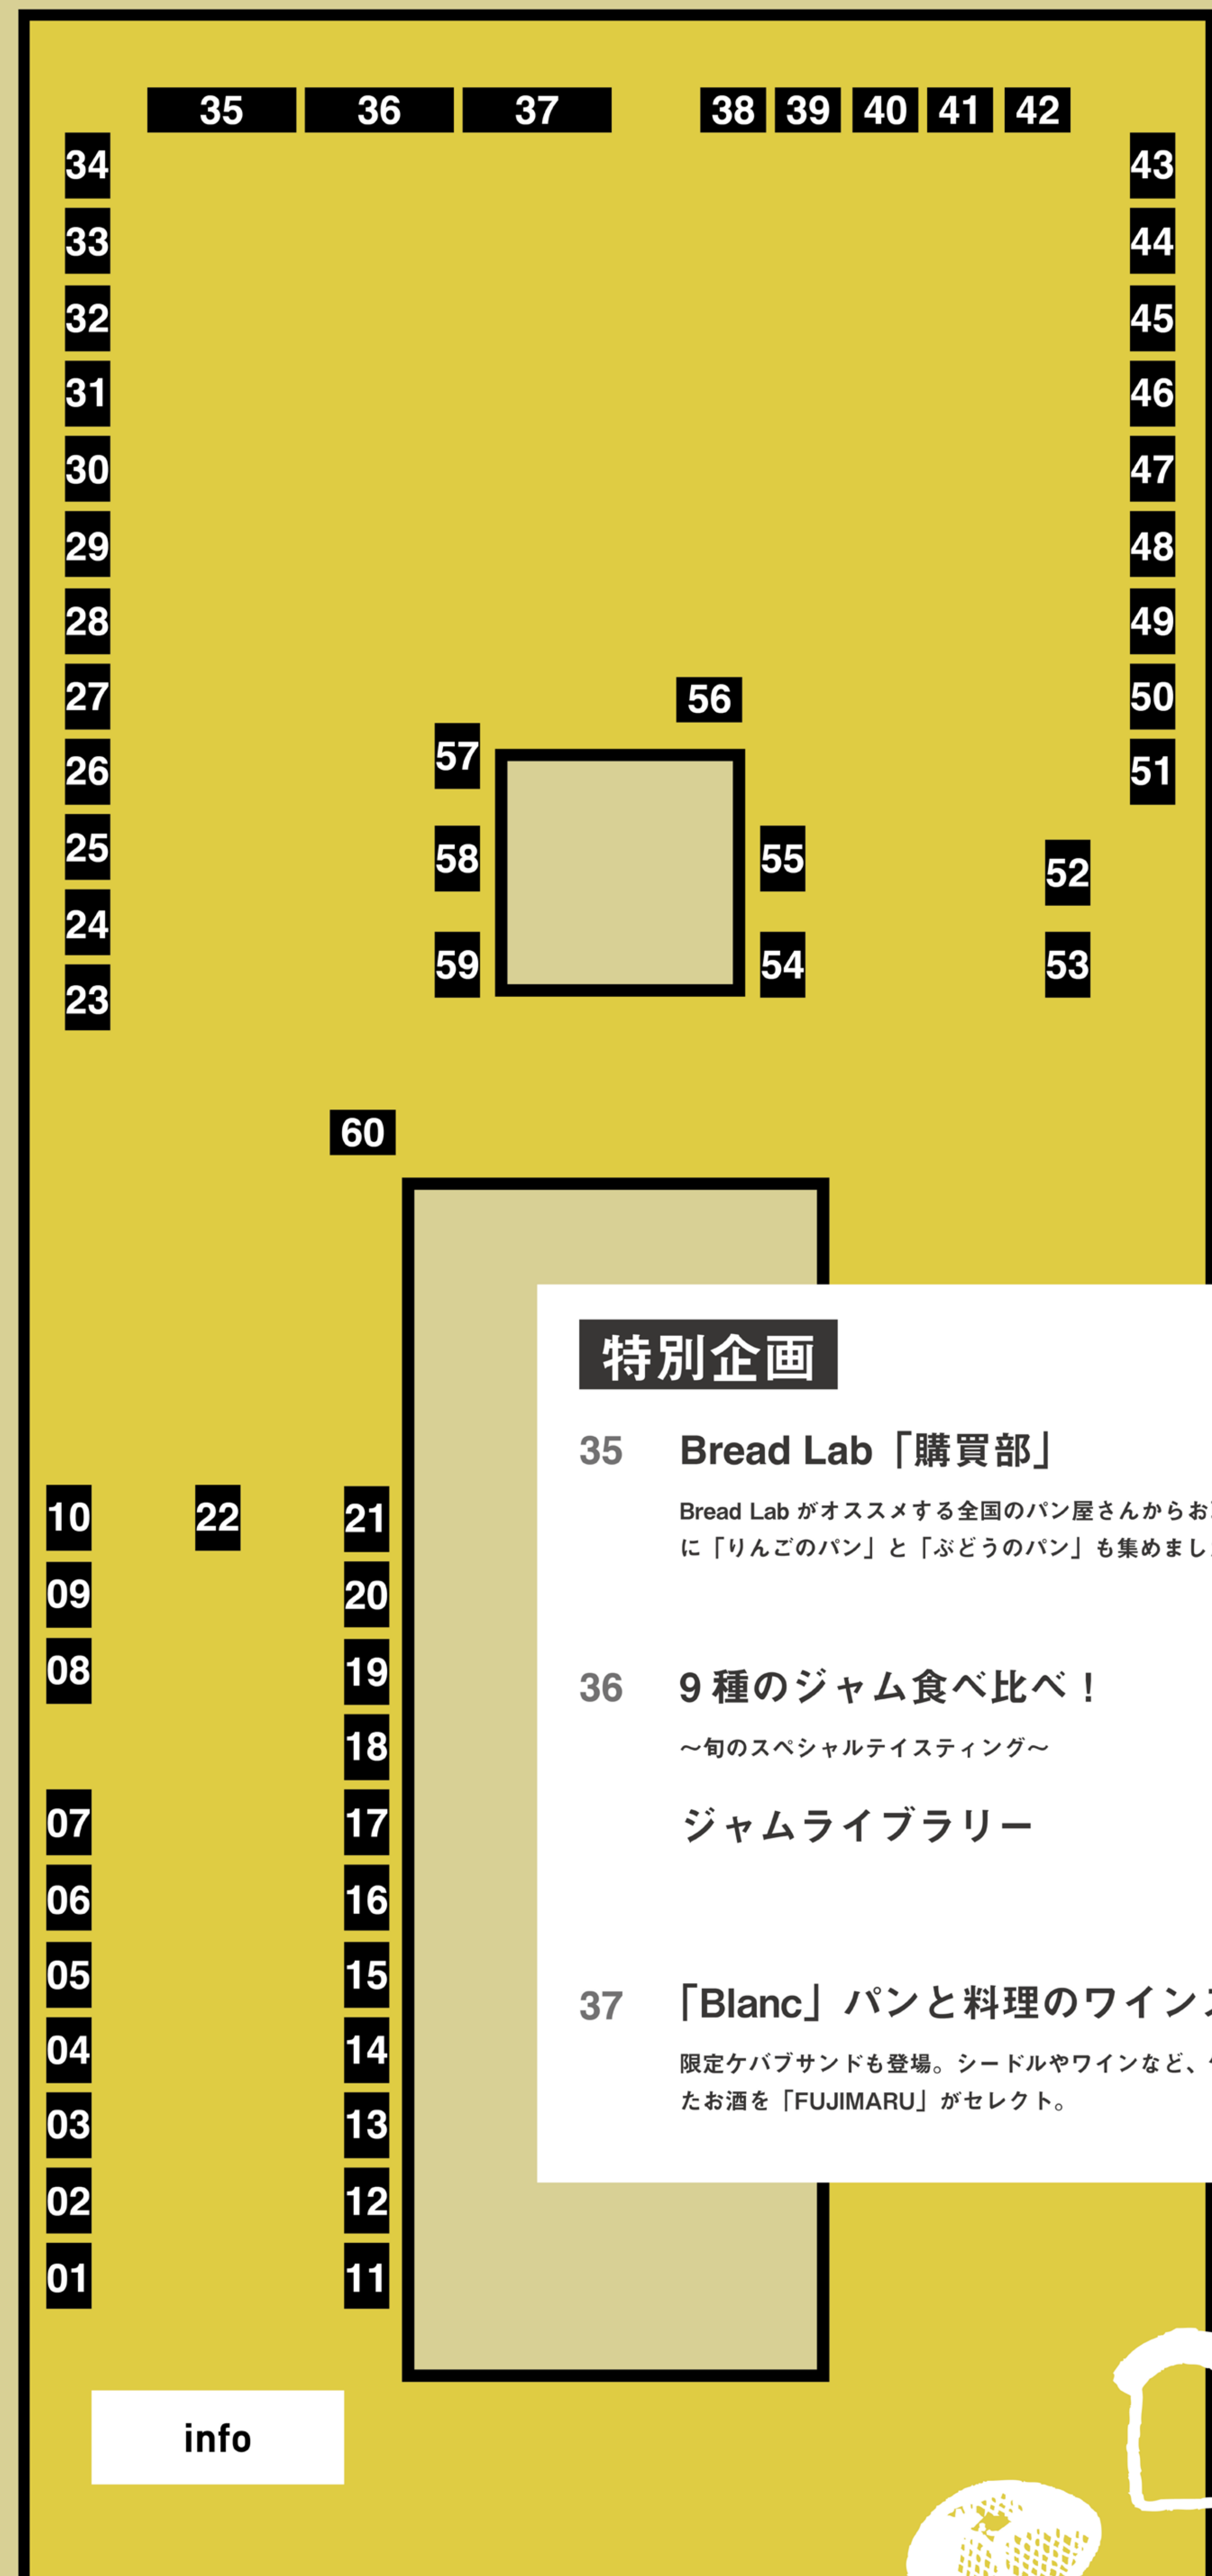 35 36 37 38 39 40 41 42
34 43
33 44
32 45
31 46
30 47
29 48
28 49
27 50
56
57
26 51
25 58 55 52
24
59 54 53
23
60
特別企画
35 Bread Lab「購買部」
Bread Lab がオススメする全国のパン屋さんからお
に「りんごのパン」と「ぶどうのパン」も集めまし
36 9 種のジャム食べ比べ!
～旬のスペシャルテイスティング～
ジャムライブラリー
37 「Blanc」パンと料理のワイン
限定ケバブサンドも登場。シードルやワインなど、
たお酒を「FUJIMARU」がセレクト。
10 22 21
09 20
08 19
18
07 17
06 16
05 15
04 14
03 13
02 12
01 11
info